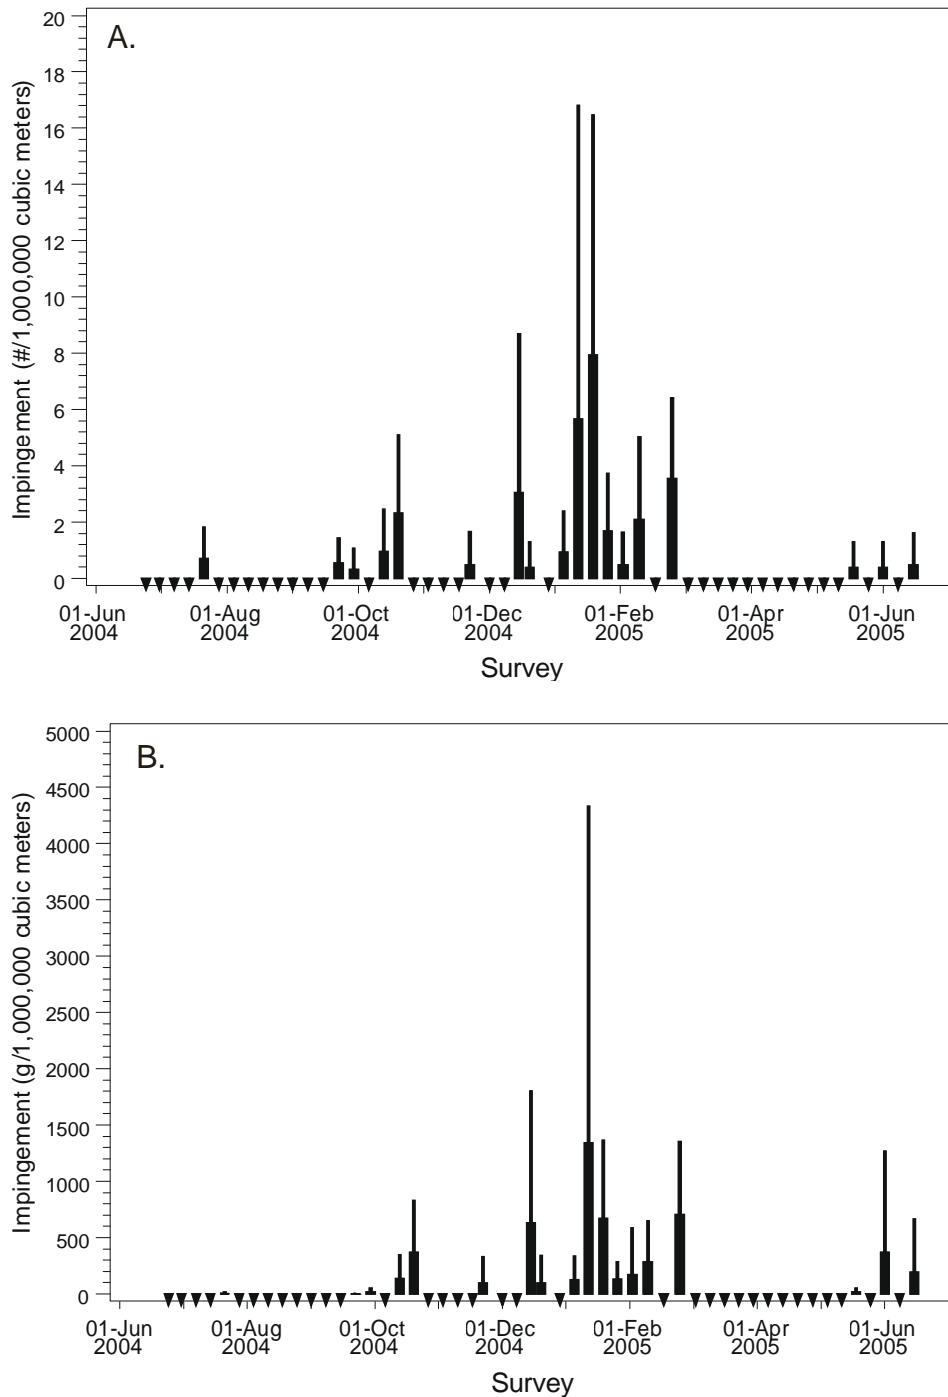 A.
Impingement (#/1,000,000 cubic meters)
20
18
16
14
12
10
8
6
4
2
0
01-Jun 01-Aug 01-Oct 01-Dec 01-Feb 01-Apr 01-Jun
2004 2004 2004 2004 2005 2005 2005
Survey
B.
Impingement (g/1,000,000 cubic meters)
5000
4500
4000
3500
3000
2500
2000
1500
1000
500
0
01-Jun 01-Aug 01-Oct 01-Dec 01-Feb 01-Apr 01-Jun
2004 2004 2004 2004 2005 2005 2005
Survey